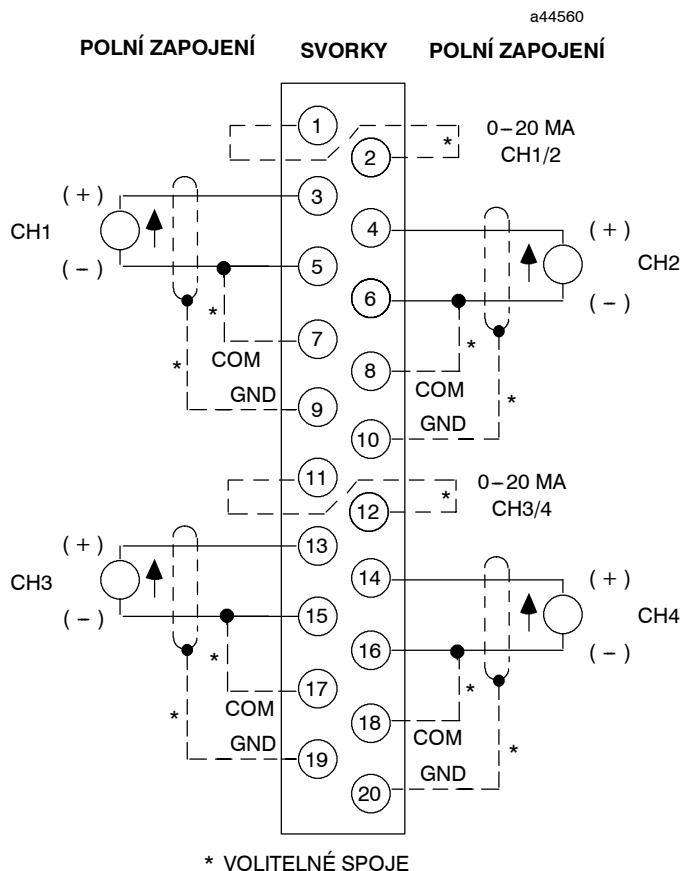 a44560
POLNÍ ZAPOJENÍ SVORKY POLNÍ ZAPOJENÍ
1
* 0–20 MA
2 CH1/2
( + ) 3
4 ( + )
CH1
CH2
( – ) 5
6 ( – )
*
7 *
COM
8
* COM
GND 9 *
GND
10
11
* 0–20 MA
12 CH3/4
( + ) 13
14 ( + )
CH3
CH4
( – ) 15
16 ( – )
*
17 *
COM
18
* COM
GND 19 *
GND
20
* VOLITELNÉ SPOJE